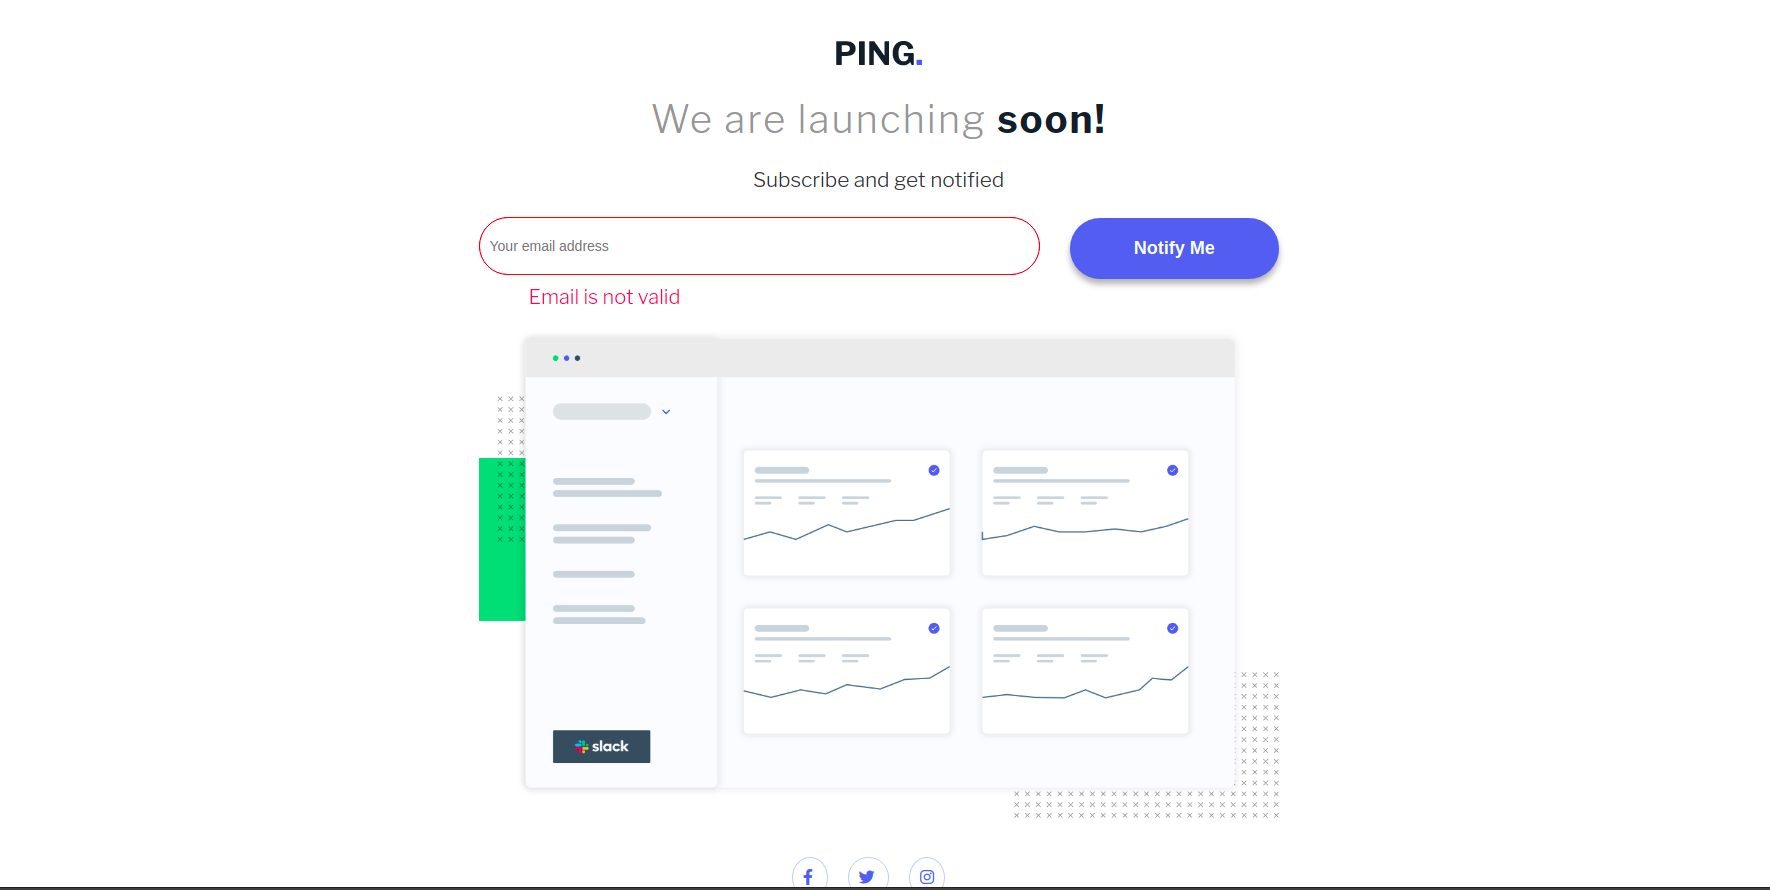 PING.
We are launching soon!
Subscribe and get notified
Your email address
Notify Me
Email is not valid
slack